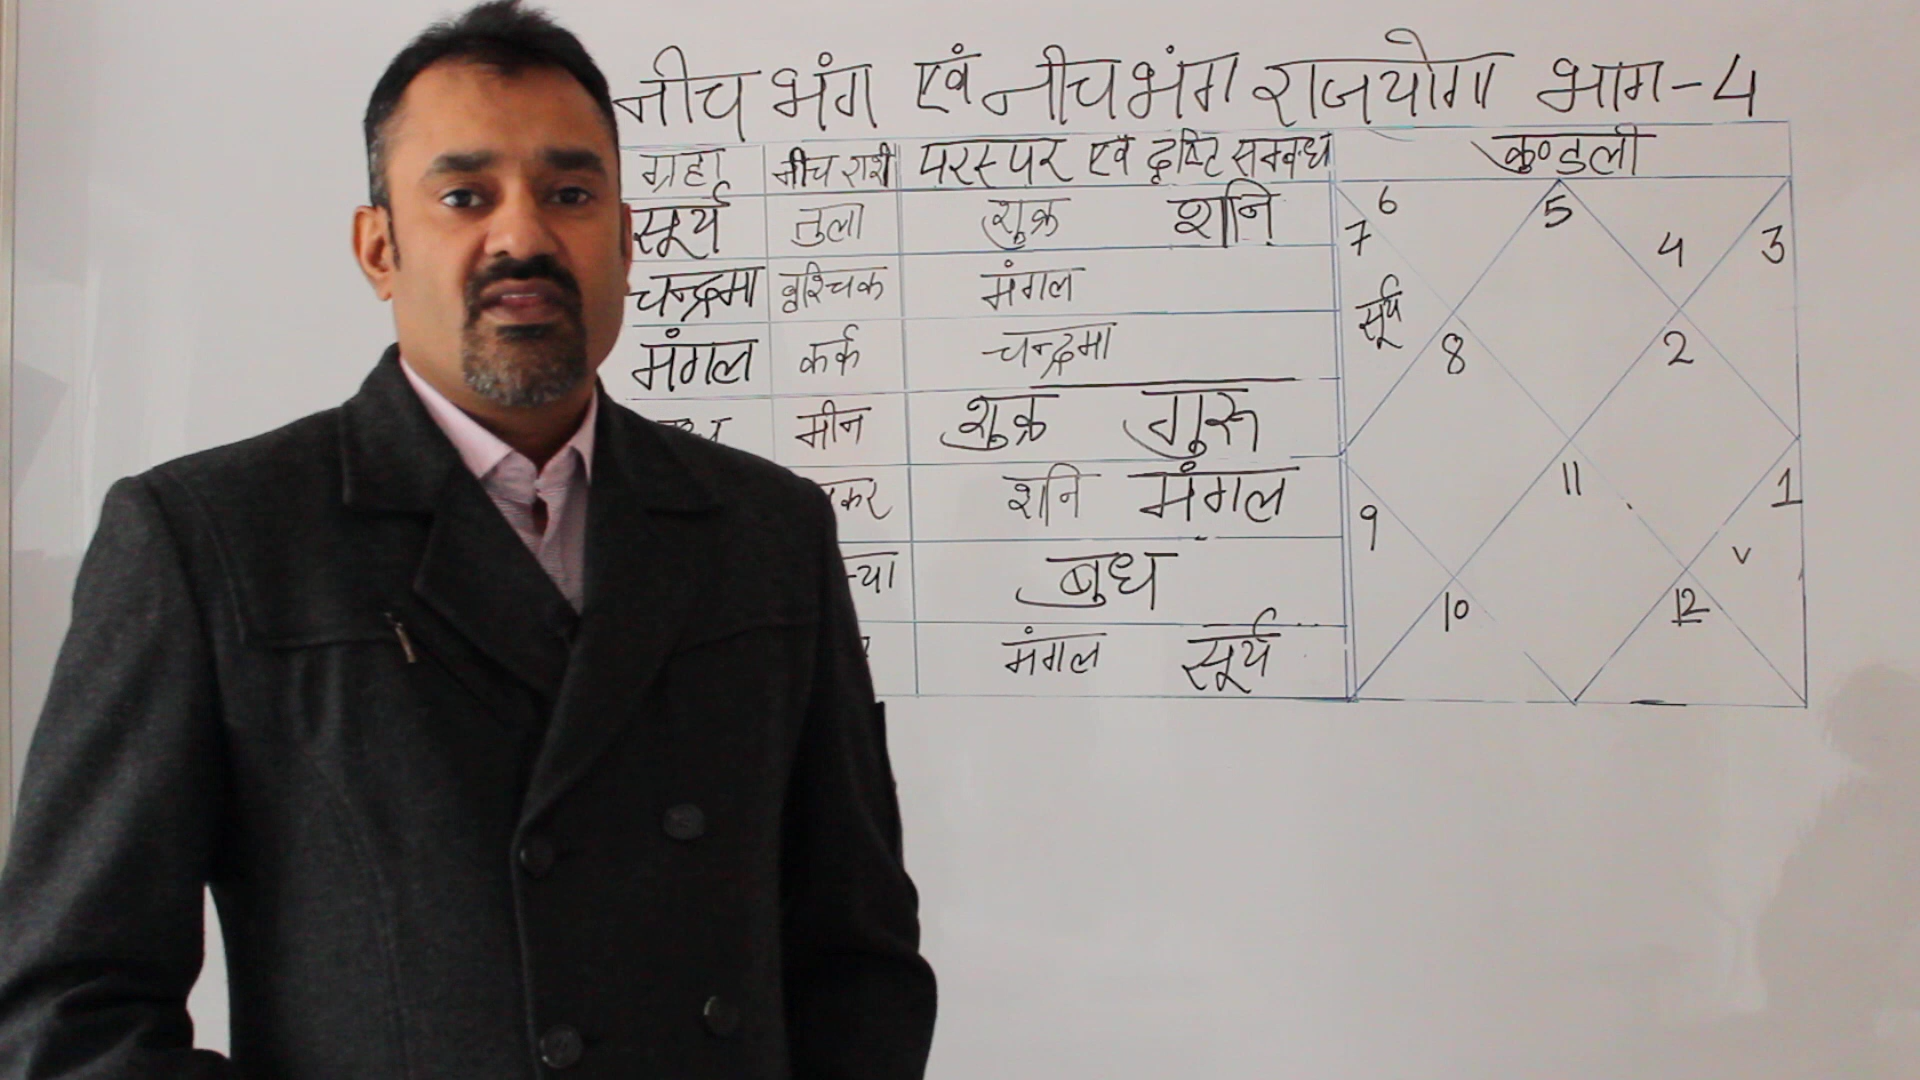 नीच भंग एवं नीच भंग राजयोग भाग-4
ग्रहा नीच राशी परस्पर एवं दृष्टि सम्बन्ध कुण्डली
सूर्य तुला शुक्र शनि
चन्द्रमा वृश्चिक मंगल
मंगल कर्क चन्द्रमा
मीन शुक्र गुरू
कर शनि मंगल
न्या बुध
मंगल सूर्य
6 5 4 3
7
सूर्य
8 2
9 11 1
10 12